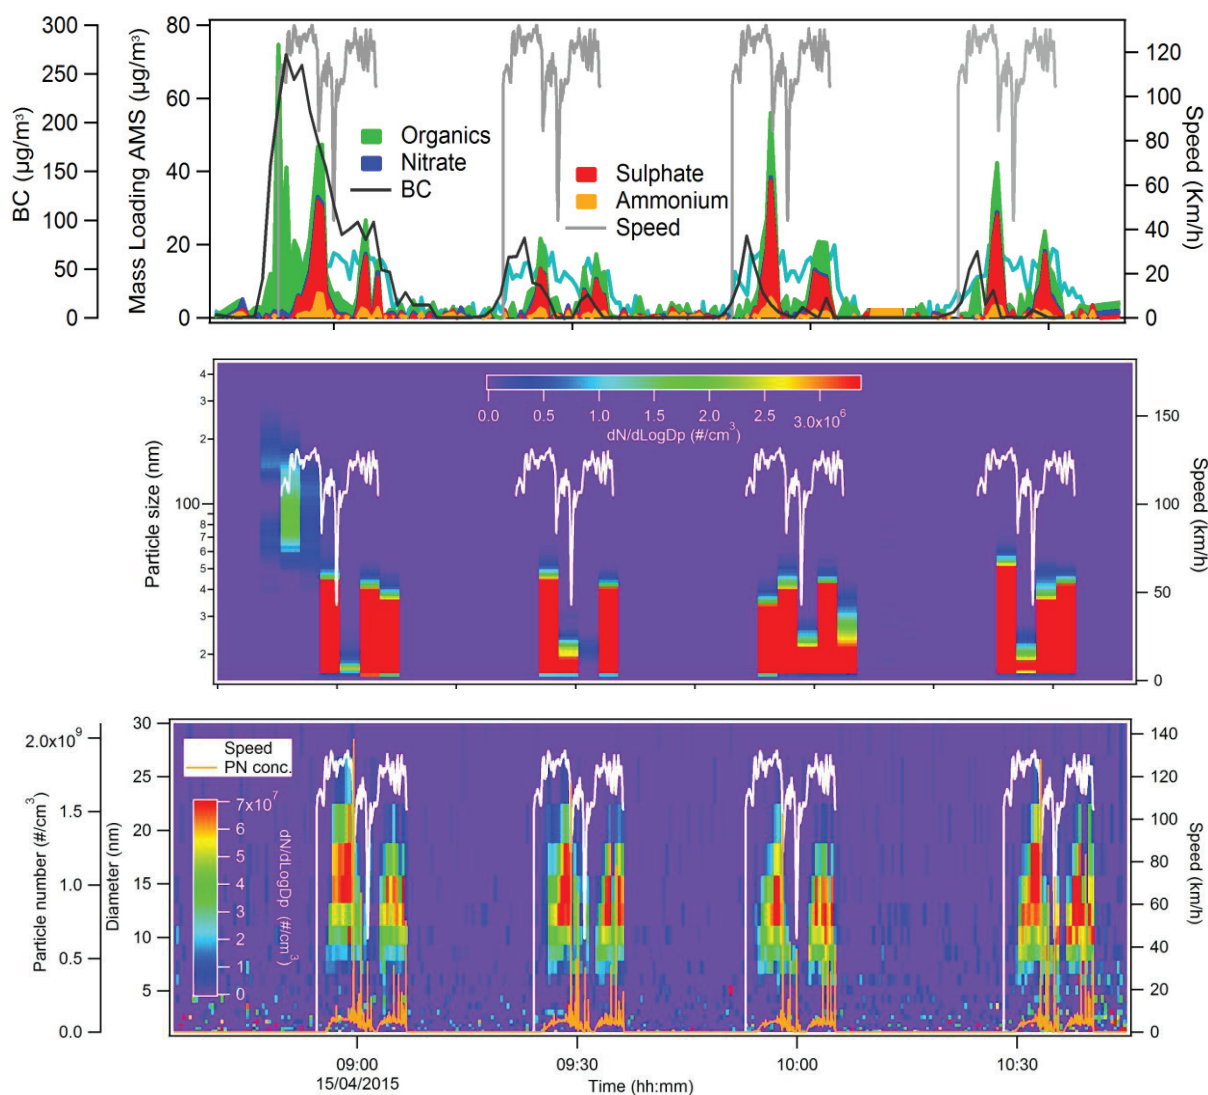 BC (µg/m³)
300
250
200
150
100
50
0
Mass Loading AMS (µg/m³)
80
60
40
20
0
Organics
Nitrate
BC
Sulphate
Ammonium
Speed
120
100
80
60
40
20
0
Speed (Km/h)
Particle size (nm)
4
3
2
100
8
7
6
5
4
3
2
0.0 0.5 1.0 1.5 2.0 2.5 3.0x10⁶
dN/dLogDp (#/cm³)
150
100
50
0
Speed (km/h)
Particle number (#/cm³)
2.0x10⁹
1.5
1.0
0.5
0.0
Diameter (nm)
30
25
20
15
10
5
Speed
PN conc.
7x10⁷
6
5
4
3
2
1
0
dN/dLogDp (#/cm³)
140
120
100
80
60
40
20
0
Speed (km/h)
09:00 09:30 10:00 10:30
15/04/2015
Time (hh:mm)